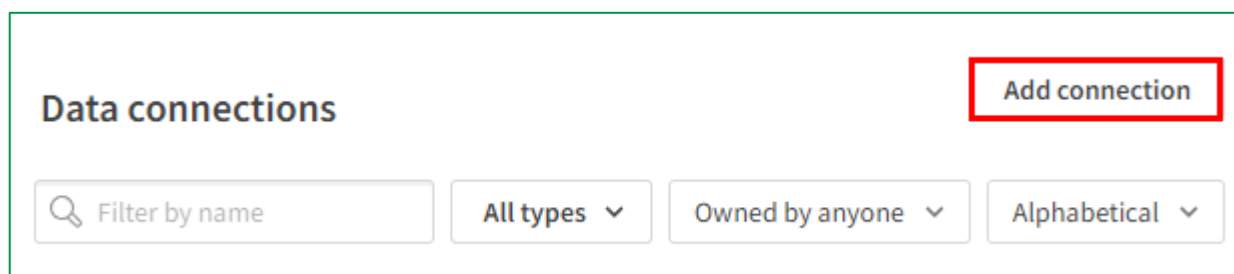 Add connection
Data connections
Filter by name All types Owned by anyone Alphabetical